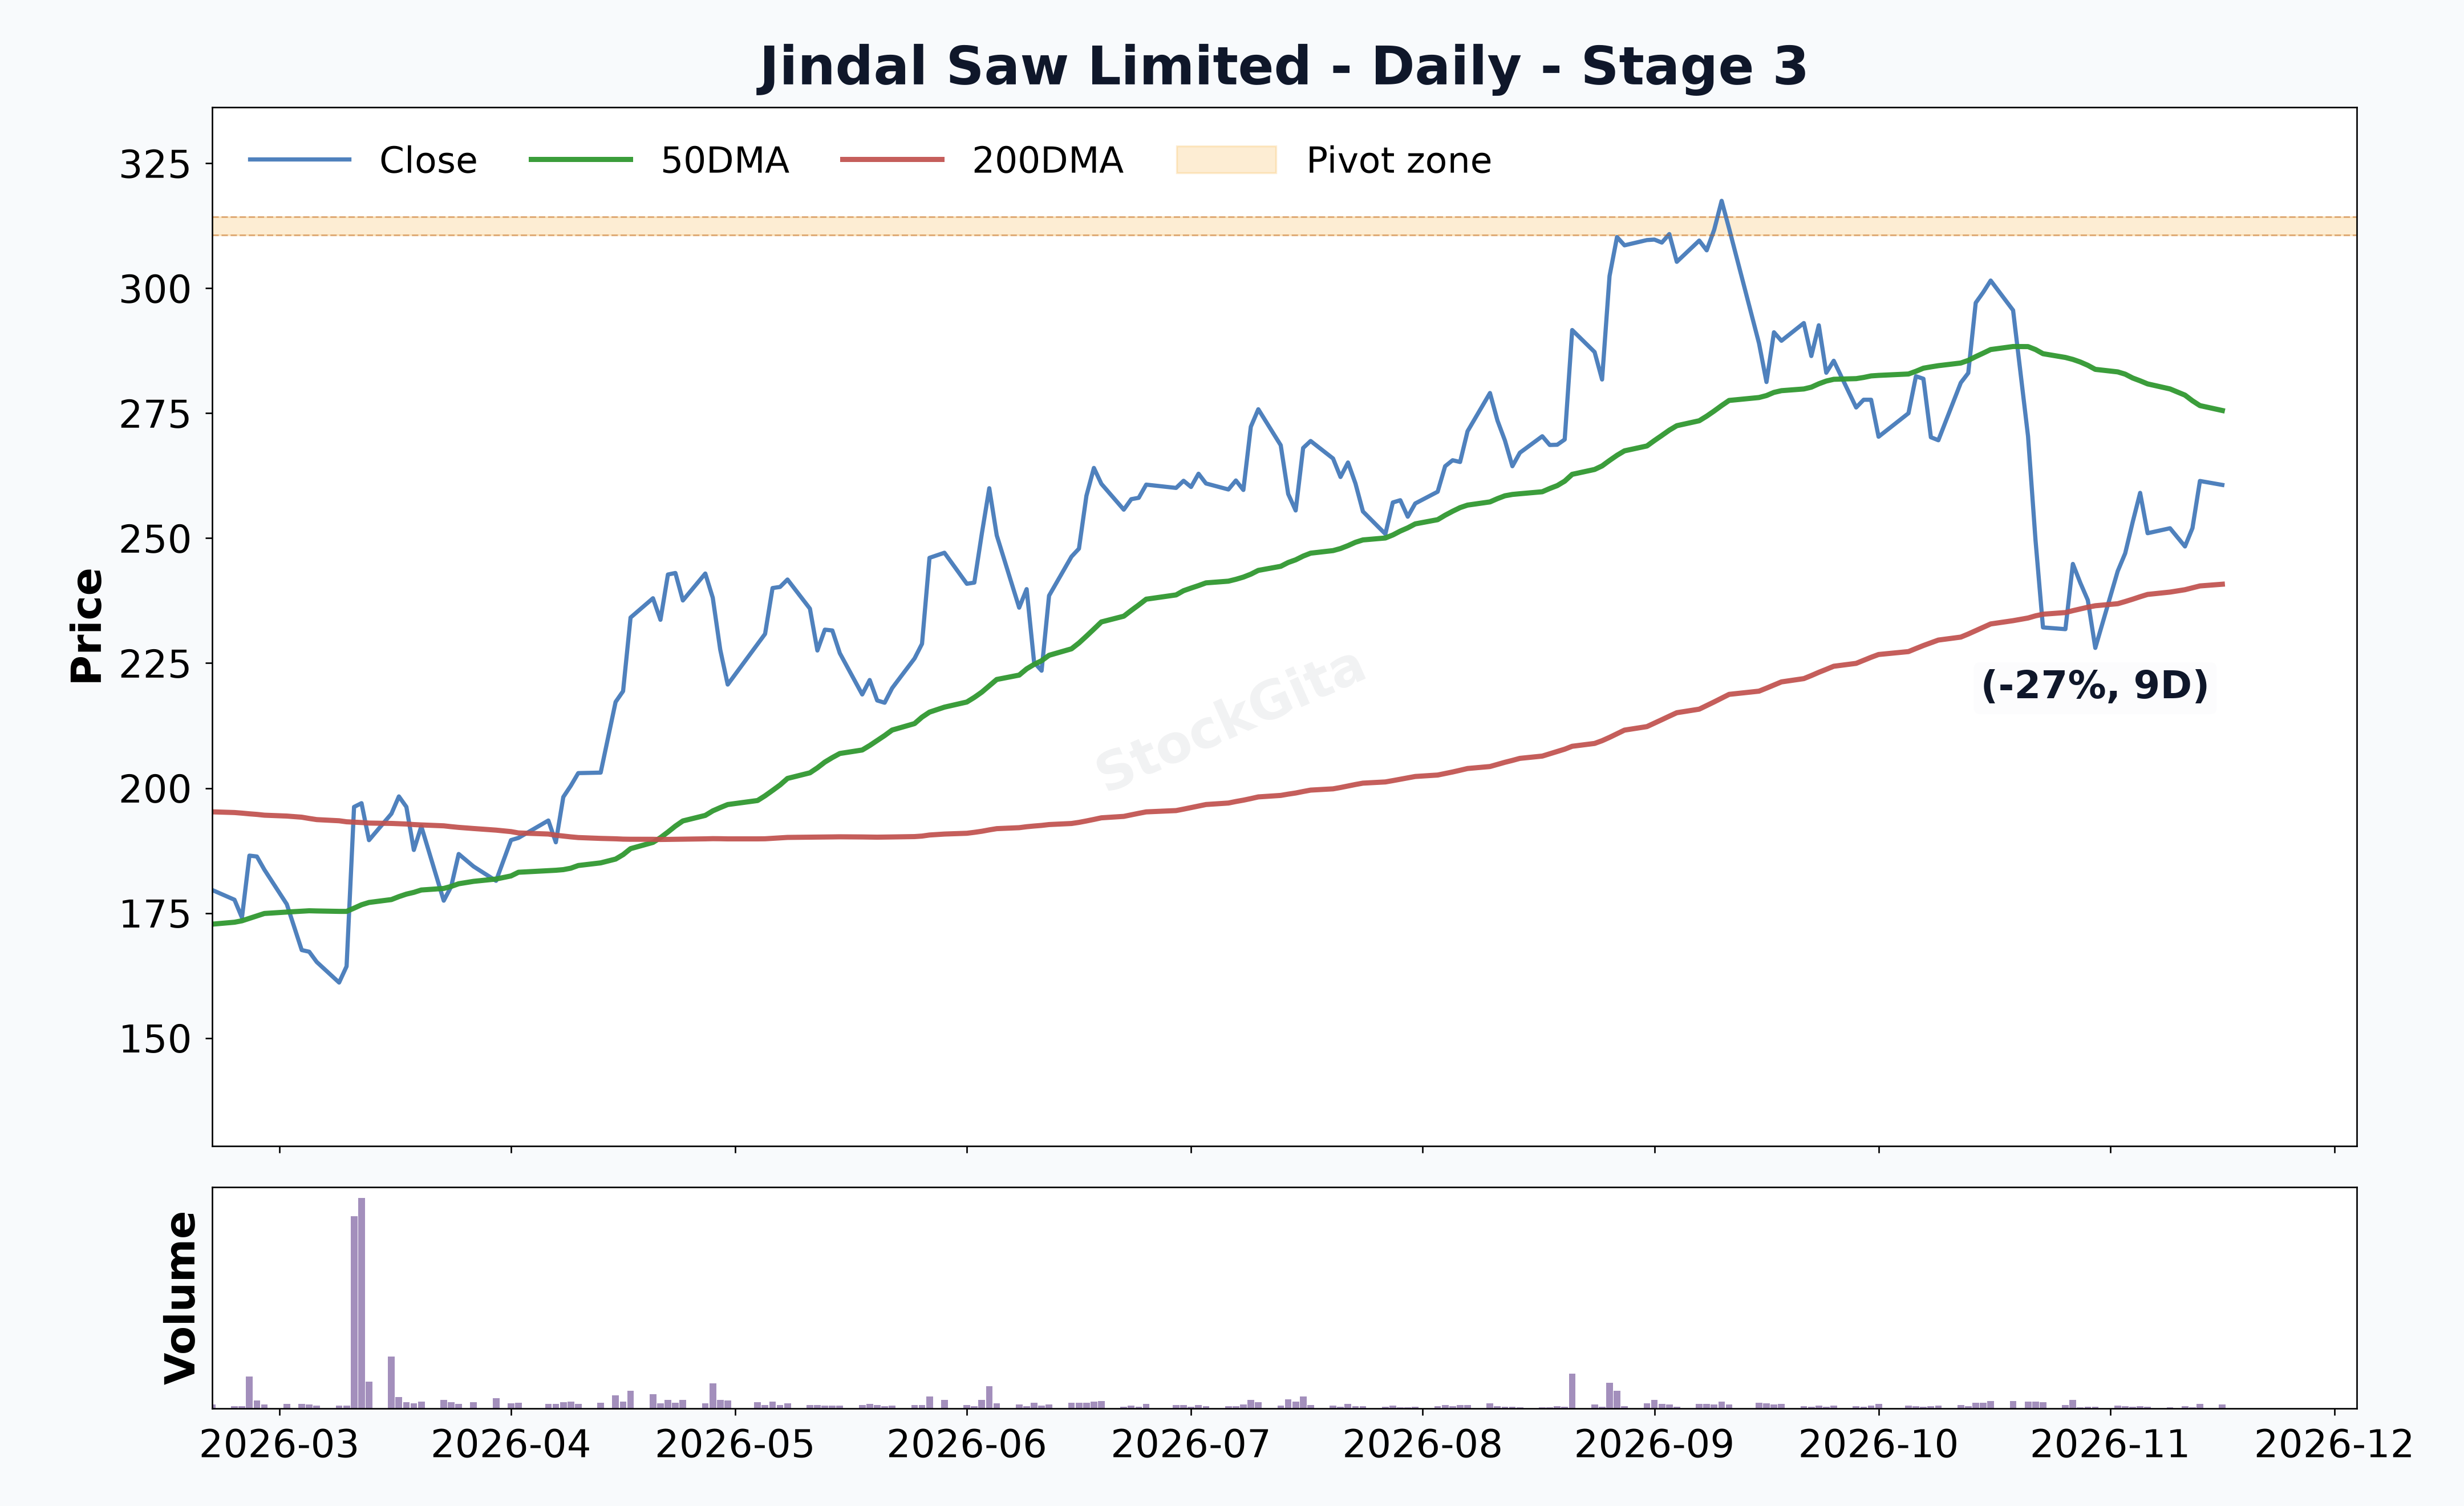 Jindal Saw Limited - Daily - Stage 3
Close 50DMA 200DMA Pivot zone
325
300
275
250
225
200
175
150
Price
(-27%, 9D)
StockGita
Volume
2026-03 2026-04 2026-05 2026-06 2026-07 2026-08 2026-09 2026-10 2026-11 2026-12